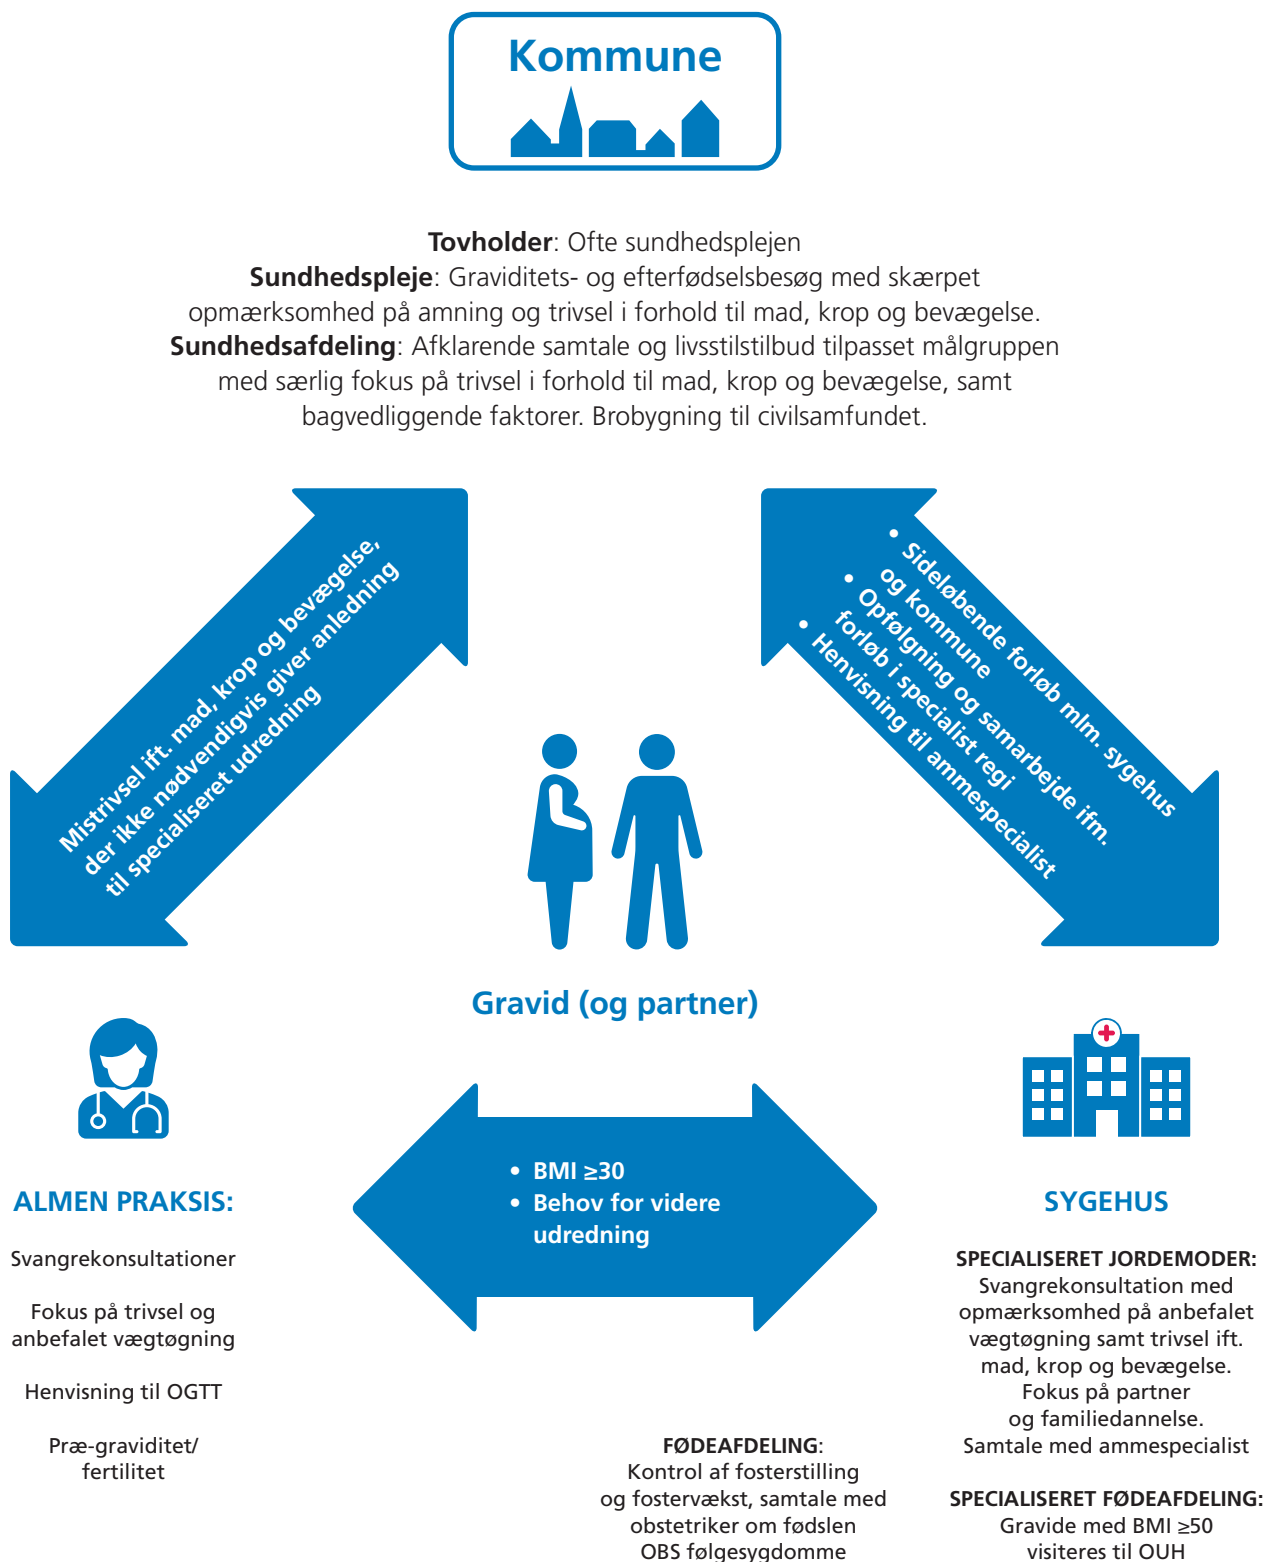 Kommune
Tovholder: Ofte sundhedsplejen
Sundhedspleje: Graviditets- og efterfødselsbesøg med skærpet
opmærksomhed på amning og trivsel i forhold til mad, krop og bevægelse.
Sundhedsafdeling: Afklarende samtale og livsstilstilbud tilpasset målgruppen
med særlig fokus på trivsel i forhold til mad, krop og bevægelse, samt
bagvedliggende faktorer. Brobygning til civilsamfundet.
Mistrivsel ift. mad, krop og bevægelse,
der ikke nødvendigvis giver anledning
til specialiseret udredning
• Sideløbende forløb mlm. sygehus
og kommune
• Opfølgning og samarbejde ifm.
forløb i specialist regi
• Henvisning til ammespecialist
Gravid (og partner)
• BMI ≥30
• Behov for videre
udredning
ALMEN PRAKSIS:
Svangrekonsultationer
Fokus på trivsel og
anbefalet vægtøgning
Henvisning til OGTT
Præ-graviditet/
fertilitet
FØDEAFDELING:
Kontrol af fosterstilling
og fostervækst, samtale med
obstetriker om fødslen
OBS følgesygdomme
SYGEHUS
SPECIALISERET JORDEMODER:
Svangrekonsultation med
opmærksomhed på anbefalet
vægtøgning samt trivsel ift.
mad, krop og bevægelse.
Fokus på partner
og familiedannelse.
Samtale med ammespecialist
SPECIALISERET FØDEAFDELING:
Gravide med BMI ≥50
visiteres til OUH